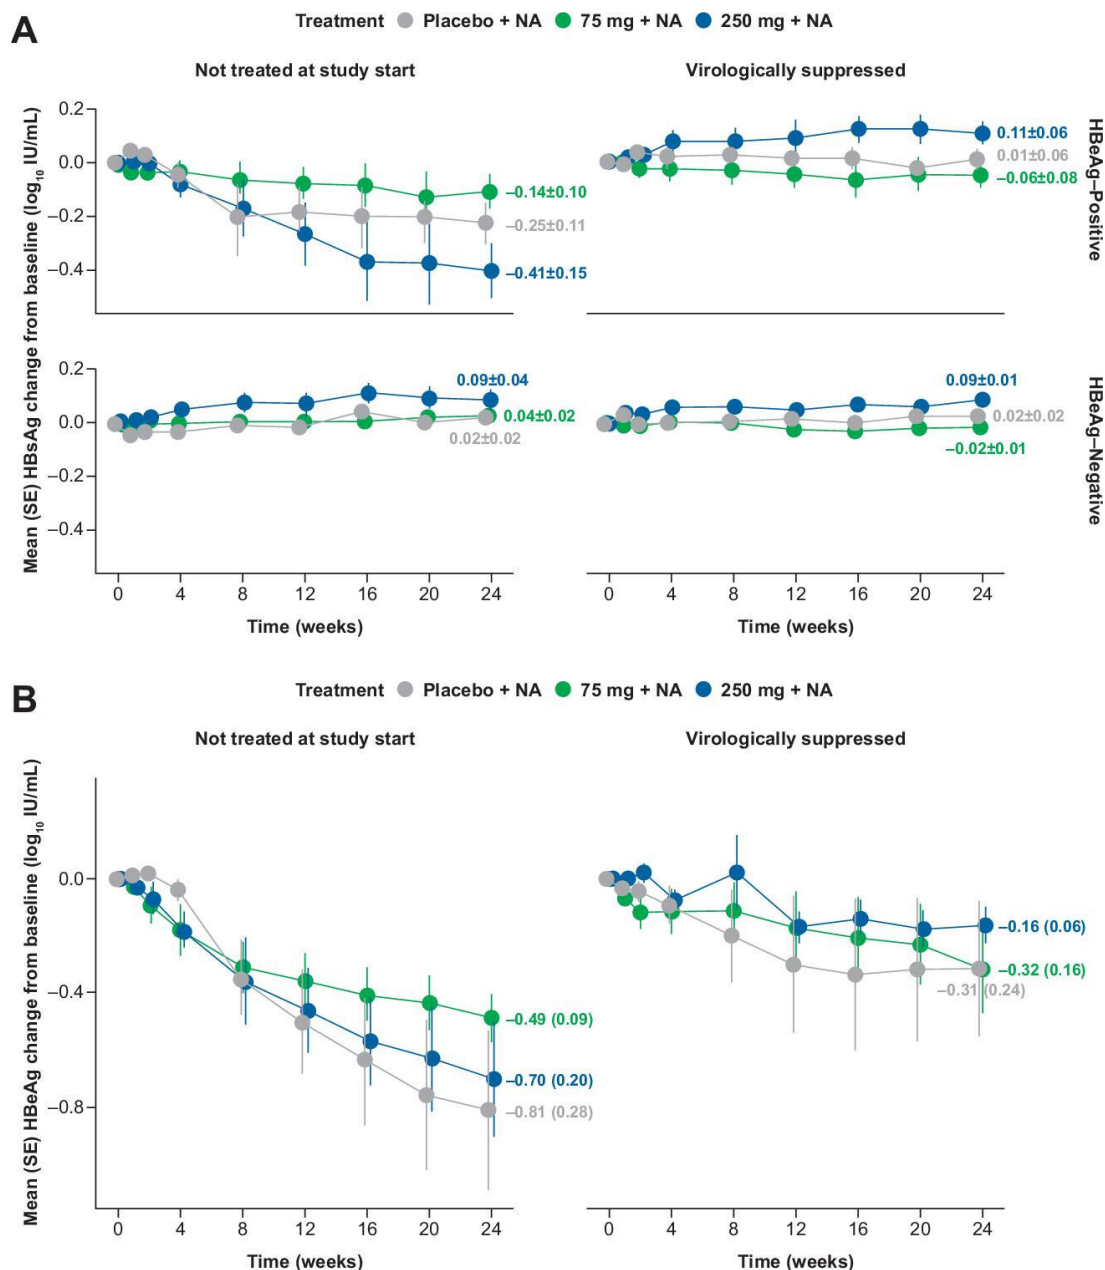 A
Treatment Placebo + NA 75 mg + NA 250 mg + NA
Not treated at study start
Virologically suppressed
Mean (SE) HBsAg change from baseline (log10 IU/mL)
0.2
0.0
–0.2
–0.4
–0.14±0.10
–0.25±0.11
–0.41±0.15
0.11±0.06
0.01±0.06
–0.06±0.08
HBeAg–Positive
0.2
0.0
–0.2
–0.4
0.09±0.04
0.04±0.02
0.02±0.02
0.09±0.01
0.02±0.02
–0.02±0.01
HBeAg–Negative
0 4 8 12 16 20 24
0 4 8 12 16 20 24
Time (weeks)
Time (weeks)
B
Treatment Placebo + NA 75 mg + NA 250 mg + NA
Not treated at study start
Virologically suppressed
Mean (SE) HBeAg change from baseline (log10 IU/mL)
0.0
–0.4
–0.8
–0.49 (0.09)
–0.70 (0.20)
–0.81 (0.28)
–0.16 (0.06)
–0.32 (0.16)
–0.31 (0.24)
0 4 8 12 16 20 24
0 4 8 12 16 20 24
Time (weeks)
Time (weeks)